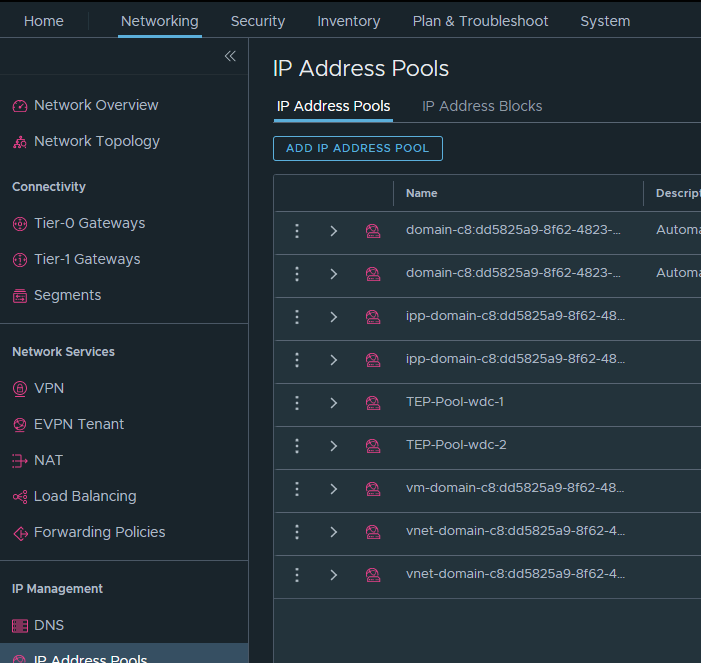 Home Networking Security Inventory Plan & Troubleshoot System
IP Address Pools
IP Address Pools IP Address Blocks
ADD IP ADDRESS POOL
Network Overview
Network Topology
Connectivity
Tier-0 Gateways
Tier-1 Gateways
Segments
Network Services
VPN
EVPN Tenant
NAT
Load Balancing
Forwarding Policies
IP Management
DNS
IP Address Pools
Name Descript
domain-c8:dd5825a9-8f62-4823-... Automa
domain-c8:dd5825a9-8f62-4823-... Automa
ipp-domain-c8:dd5825a9-8f62-48...
ipp-domain-c8:dd5825a9-8f62-48...
TEP-Pool-wdc-1
TEP-Pool-wdc-2
vm-domain-c8:dd5825a9-8f62-48...
vnet-domain-c8:dd5825a9-8f62-4...
vnet-domain-c8:dd5825a9-8f62-4...